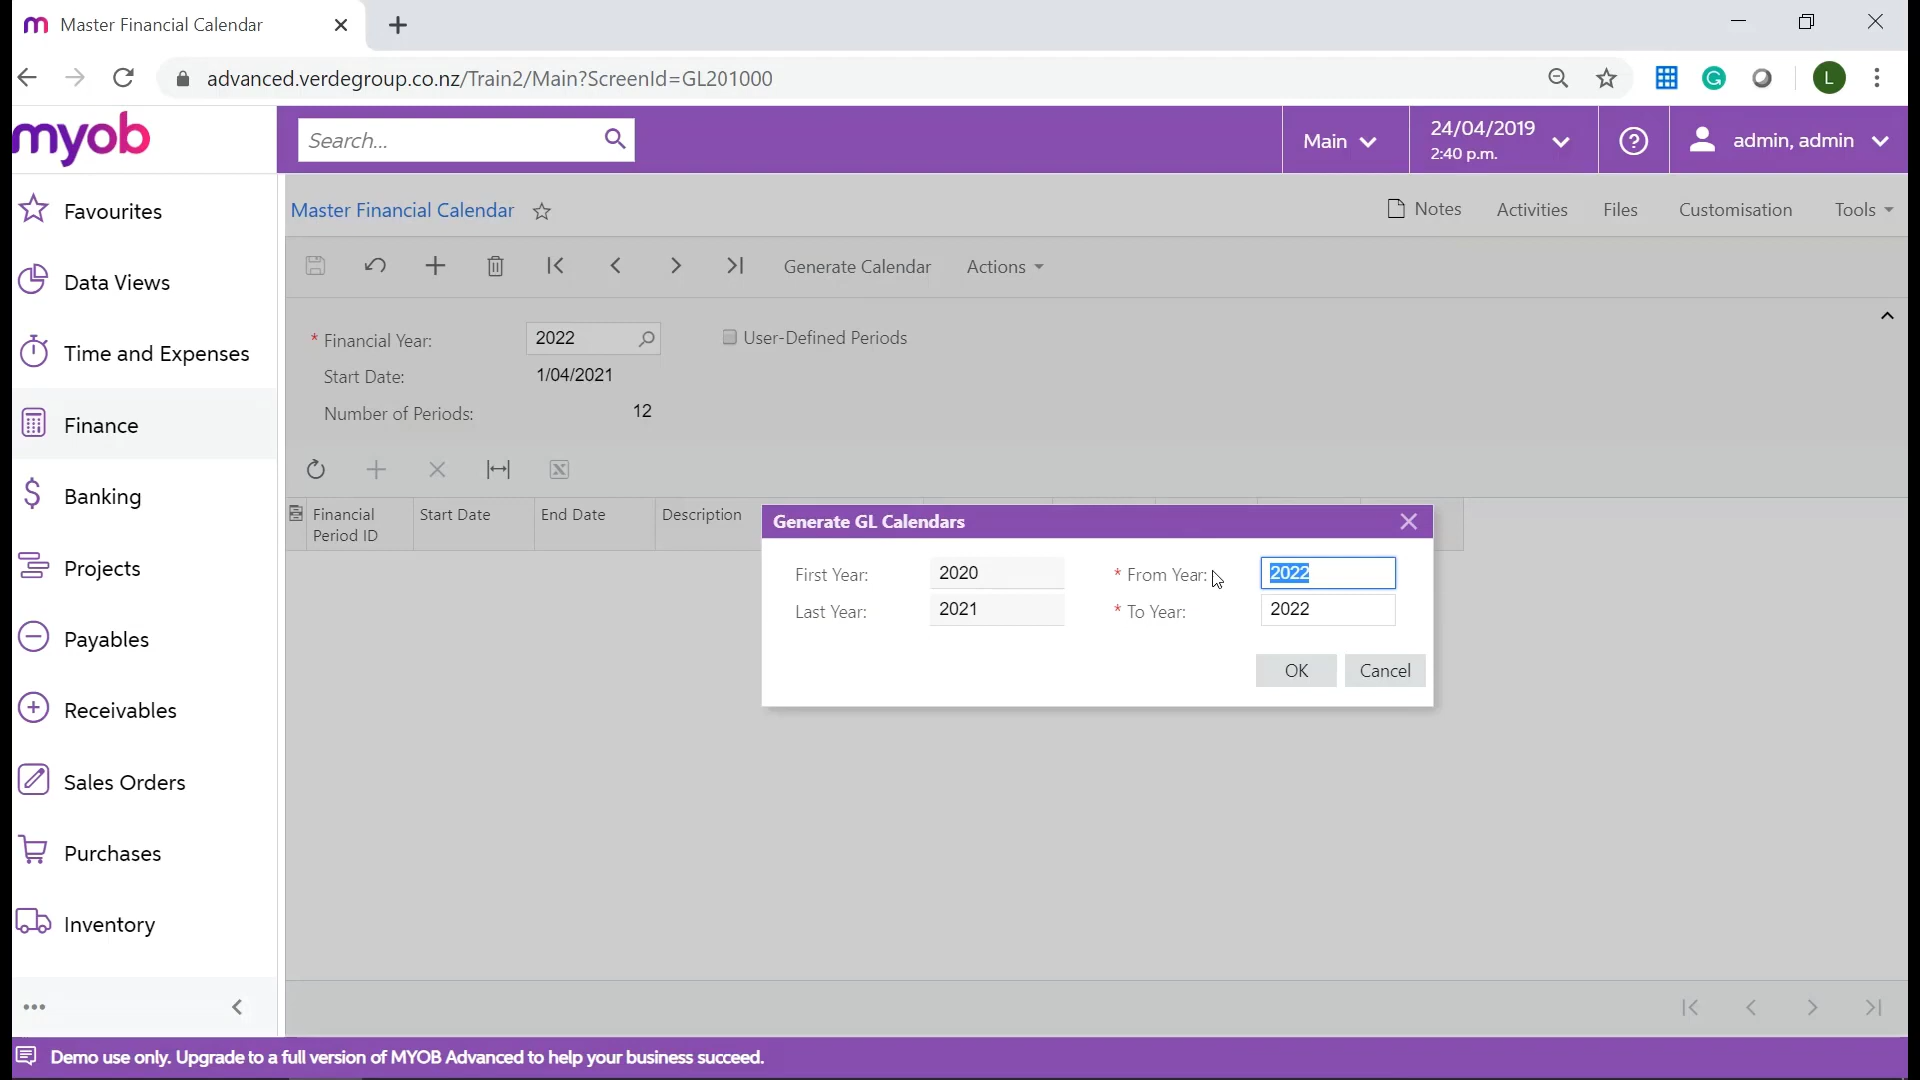 Master Financial Calendar
advanced.verdegroup.co.nz/Train2/Main?ScreenId=GL201000
L
myob
Search...
Main
24/04/2019
2:40 p.m.
admin, admin
Favourites
Data Views
Time and Expenses
Finance
Banking
Projects
Payables
Receivables
Sales Orders
Purchases
Inventory
Master Financial Calendar
Notes Activities Files Customisation Tools
Generate Calendar Actions
* Financial Year: 2022 User-Defined Periods
Start Date: 1/04/2021
Number of Periods: 12
Financial Period ID Start Date End Date Description
Generate GL Calendars
First Year: 2020 * From Year: 2022
Last Year: 2021 * To Year: 2022
OK Cancel
Demo use only. Upgrade to a full version of MYOB Advanced to help your business succeed.